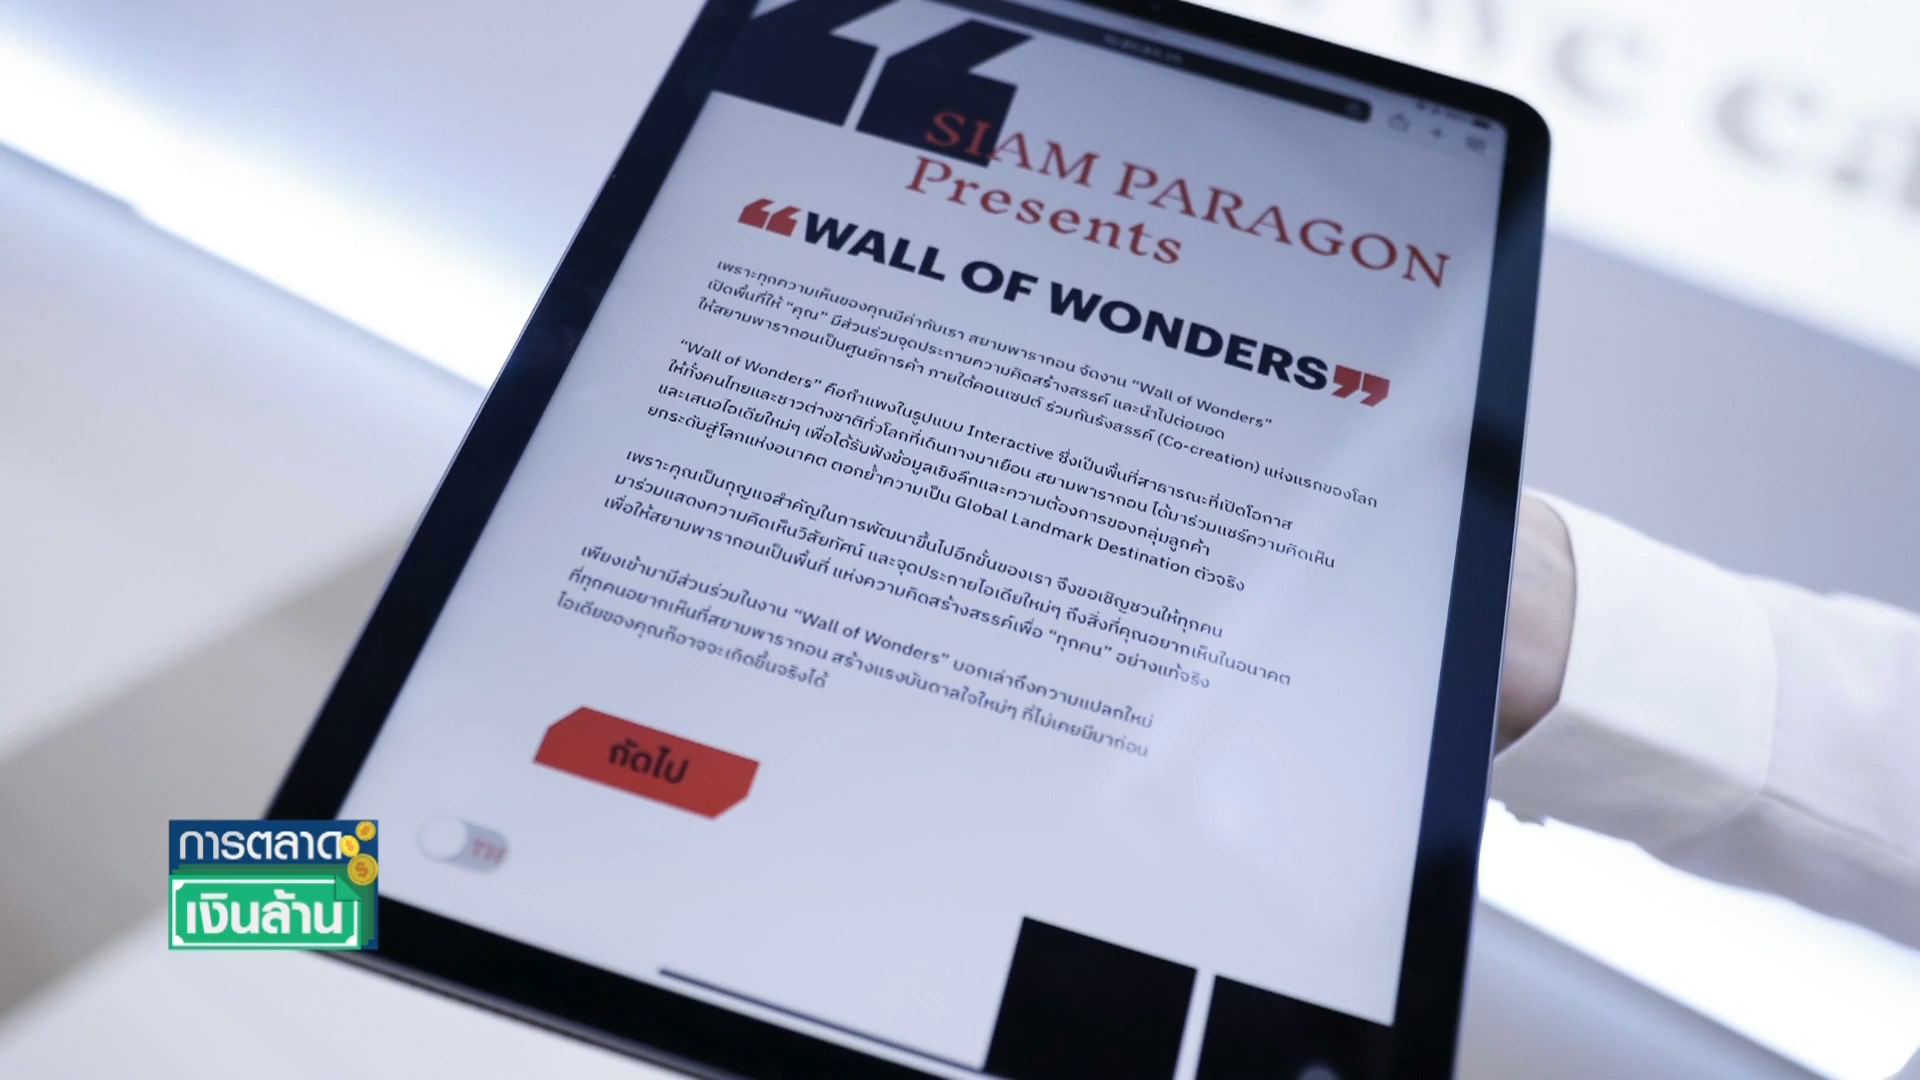 SIAM PARAGON
Presents
“WALL OF WONDERS”
เพราะทุกความเห็นของคุณมีค่ากับเรา สยามพารากอน จัดงาน “Wall of Wonders”
เปิดพื้นที่ให้ “คุณ” มีส่วนร่วมจุดประกายความคิดสร้างสรรค์ และนำไปต่อยอด
ให้สยามพารากอนเป็นศูนย์การค้า ภายใต้คอนเซปต์ ร่วมกันรังสรรค์ (Co-creation) แห่งแรกของโลก
“Wall of Wonders” คือกำแพงในรูปแบบ Interactive ซึ่งเป็นพื้นที่สาธารณะที่เปิดโอกาส
ให้ทั้งคนไทยและชาวต่างชาติทั่วโลกที่เดินทางมาเยือน สยามพารากอน ได้มาร่วมแชร์ความคิดเห็น
และเสนอไอเดียใหม่ๆ เพื่อได้รับฟังข้อมูลเชิงลึกและความต้องการของกลุ่มลูกค้า
ยกระดับสู่โลกแห่งอนาคต ตอกย้ำความเป็น Global Landmark Destination ตัวจริง
เพราะคุณเป็นกุญแจสำคัญในการพัฒนาขึ้นไปอีกขั้นของเรา จึงขอเชิญชวนให้ทุกคน
มาร่วมแสดงความคิดเห็นวิสัยทัศน์ และจุดประกายไอเดียใหม่ๆ ถึงสิ่งที่คุณอยากเห็นในอนาคต
เพื่อให้สยามพารากอนเป็นพื้นที่ แห่งความคิดสร้างสรรค์เพื่อ “ทุกคน” อย่างแท้จริง
เพียงเข้ามามีส่วนร่วมในงาน “Wall of Wonders” บอกเล่าถึงความแปลกใหม่
ที่ทุกคนอยากเห็นที่สยามพารากอน สร้างแรงบันดาลใจใหม่ๆ ที่ไม่เคยมีมาก่อน
ไอเดียของคุณก็อาจจะเกิดขึ้นจริงได้
ถัดไป
TH
การตลาด
เงินล้าน